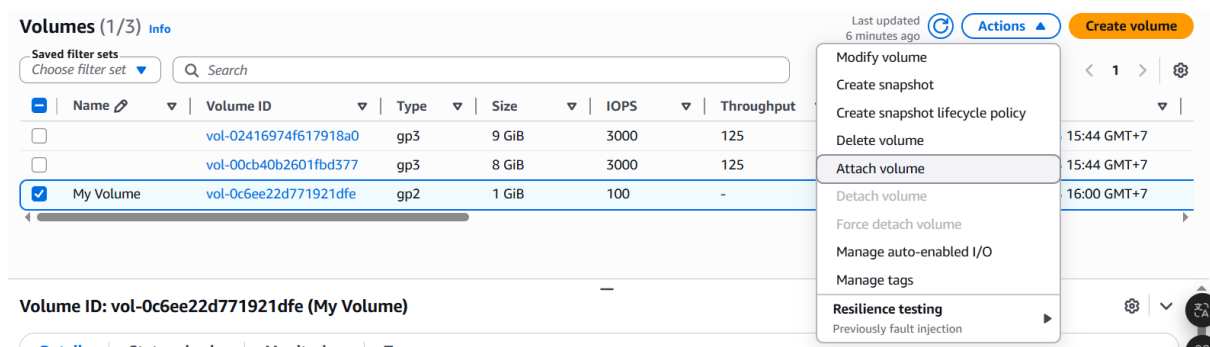 Volumes (1/3) Info
Last updated
6 minutes ago
Actions
Create volume
Saved filter sets
Choose filter set
Search
1
Name Volume ID Type Size IOPS Throughput
vol-02416974f617918a0 gp3 9 GiB 3000 125 15:44 GMT+7
vol-00cb40b2601fbd377 gp3 8 GiB 3000 125 15:44 GMT+7
My Volume vol-0c6ee22d771921dfe gp2 1 GiB 100 - 16:00 GMT+7
Modify volume
Create snapshot
Create snapshot lifecycle policy
Delete volume
Attach volume
Detach volume
Force detach volume
Manage auto-enabled I/O
Manage tags
Resilience testing
Previously fault injection
Volume ID: vol-0c6ee22d771921dfe (My Volume)